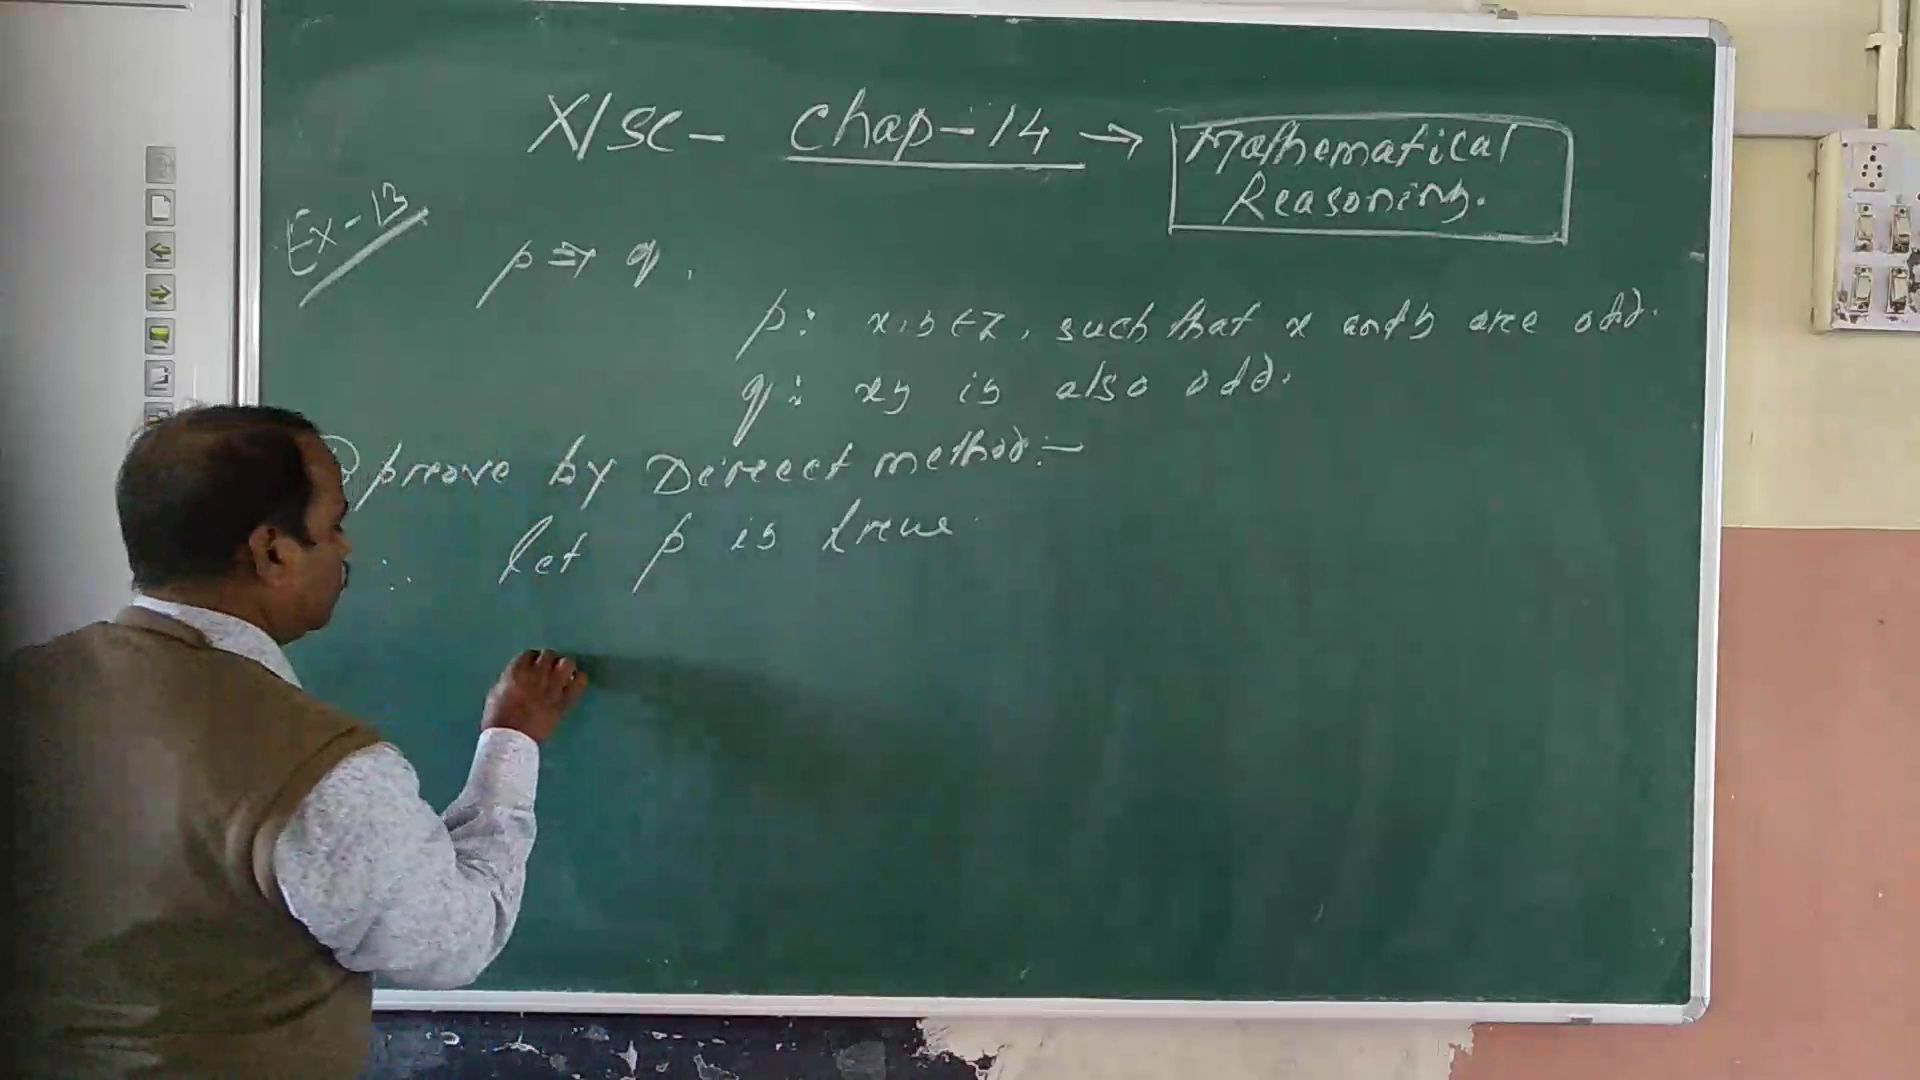 XI SC - Chap-14 → Mathematical Reasoning.
Ex-13
p ⇒ q.
p: x, y ∈ Z, such that x and y are odd.
q: xy is also odd.
prove by Direct method:-
∴ let p is true